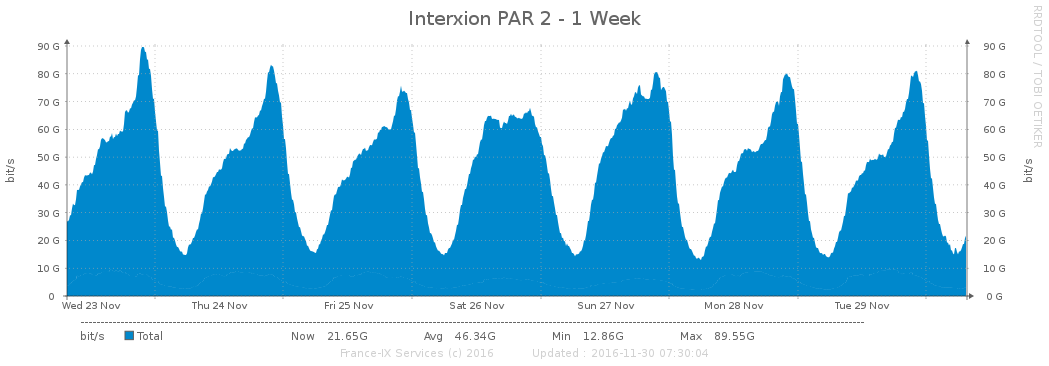 Interxion PAR 2 - 1 Week
RRDTOOL / TOBI OETIKER
bit/s
90 G 90 G
80 G 80 G
70 G 70 G
60 G 60 G
50 G 50 G
40 G 40 G
30 G 30 G
20 G 20 G
10 G 10 G
0 0 G
bit/s
Wed 23 Nov Thu 24 Nov Fri 25 Nov Sat 26 Nov Sun 27 Nov Mon 28 Nov Tue 29 Nov
bit/s Total Now 21.65G Avg 46.34G Min 12.86G Max 89.55G
France-IX Services (c) 2016 Updated : 2016-11-30 07:30:04